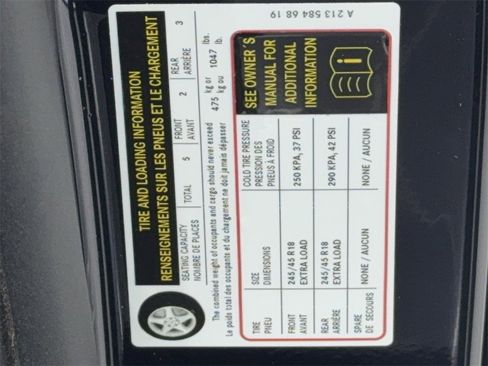 TIRE AND LOADING INFORMATION
RENSEIGNEMENTS SUR LES PNEUS ET LE CHARGEMENT
SEATING CAPACITY TOTAL 5 FRONT 2 REAR 3
NOMBRE DE PLACES AVANT ARRIÈRE
The combined weight of occupants and cargo should never exceed 475 kg or 1047 lbs.
Le poids total des occupants et du chargement ne doit jamais dépasser kg ou lb.
TIRE SIZE COLD TIRE PRESSURE
PNEU DIMENSIONS PRESSION DES
PNEUS À FROID
FRONT 245/45 R18 250 KPA, 37 PSI
AVANT EXTRA LOAD
REAR 245/45 R18 290 KPA, 42 PSI
ARRIÈRE EXTRA LOAD
SPARE NONE / AUCUN NONE / AUCUN
DE SECOURS
SEE OWNER'S
MANUAL FOR
ADDITIONAL
INFORMATION
A 213 584 68 19